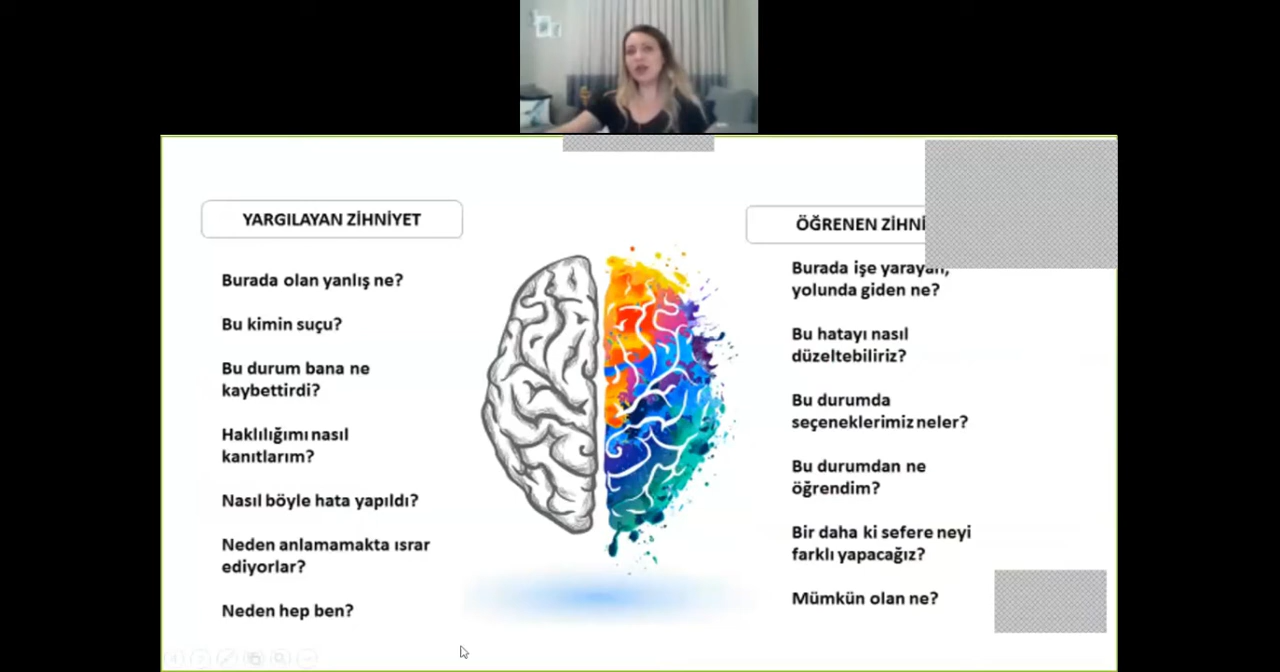 YARGILAYAN ZİHNİYET
Burada olan yanlış ne?
Bu kimin suçu?
Bu durum bana ne
kaybettirdi?
Haklılığımı nasıl
kanıtlarım?
Nasıl böyle hata yapıldı?
Neden anlamamakta ısrar
ediyorlar?
Neden hep ben?
ÖĞRENEN
Burada işe yarayan,
yolunda giden ne?
Bu hatayı nasıl
düzeltebiliriz?
Bu durumda
seçeneklerimiz neler?
Bu durumdan ne
öğrendim?
Bir daha ki sefere neyi
farklı yapacağız?
Mümkün olan ne?